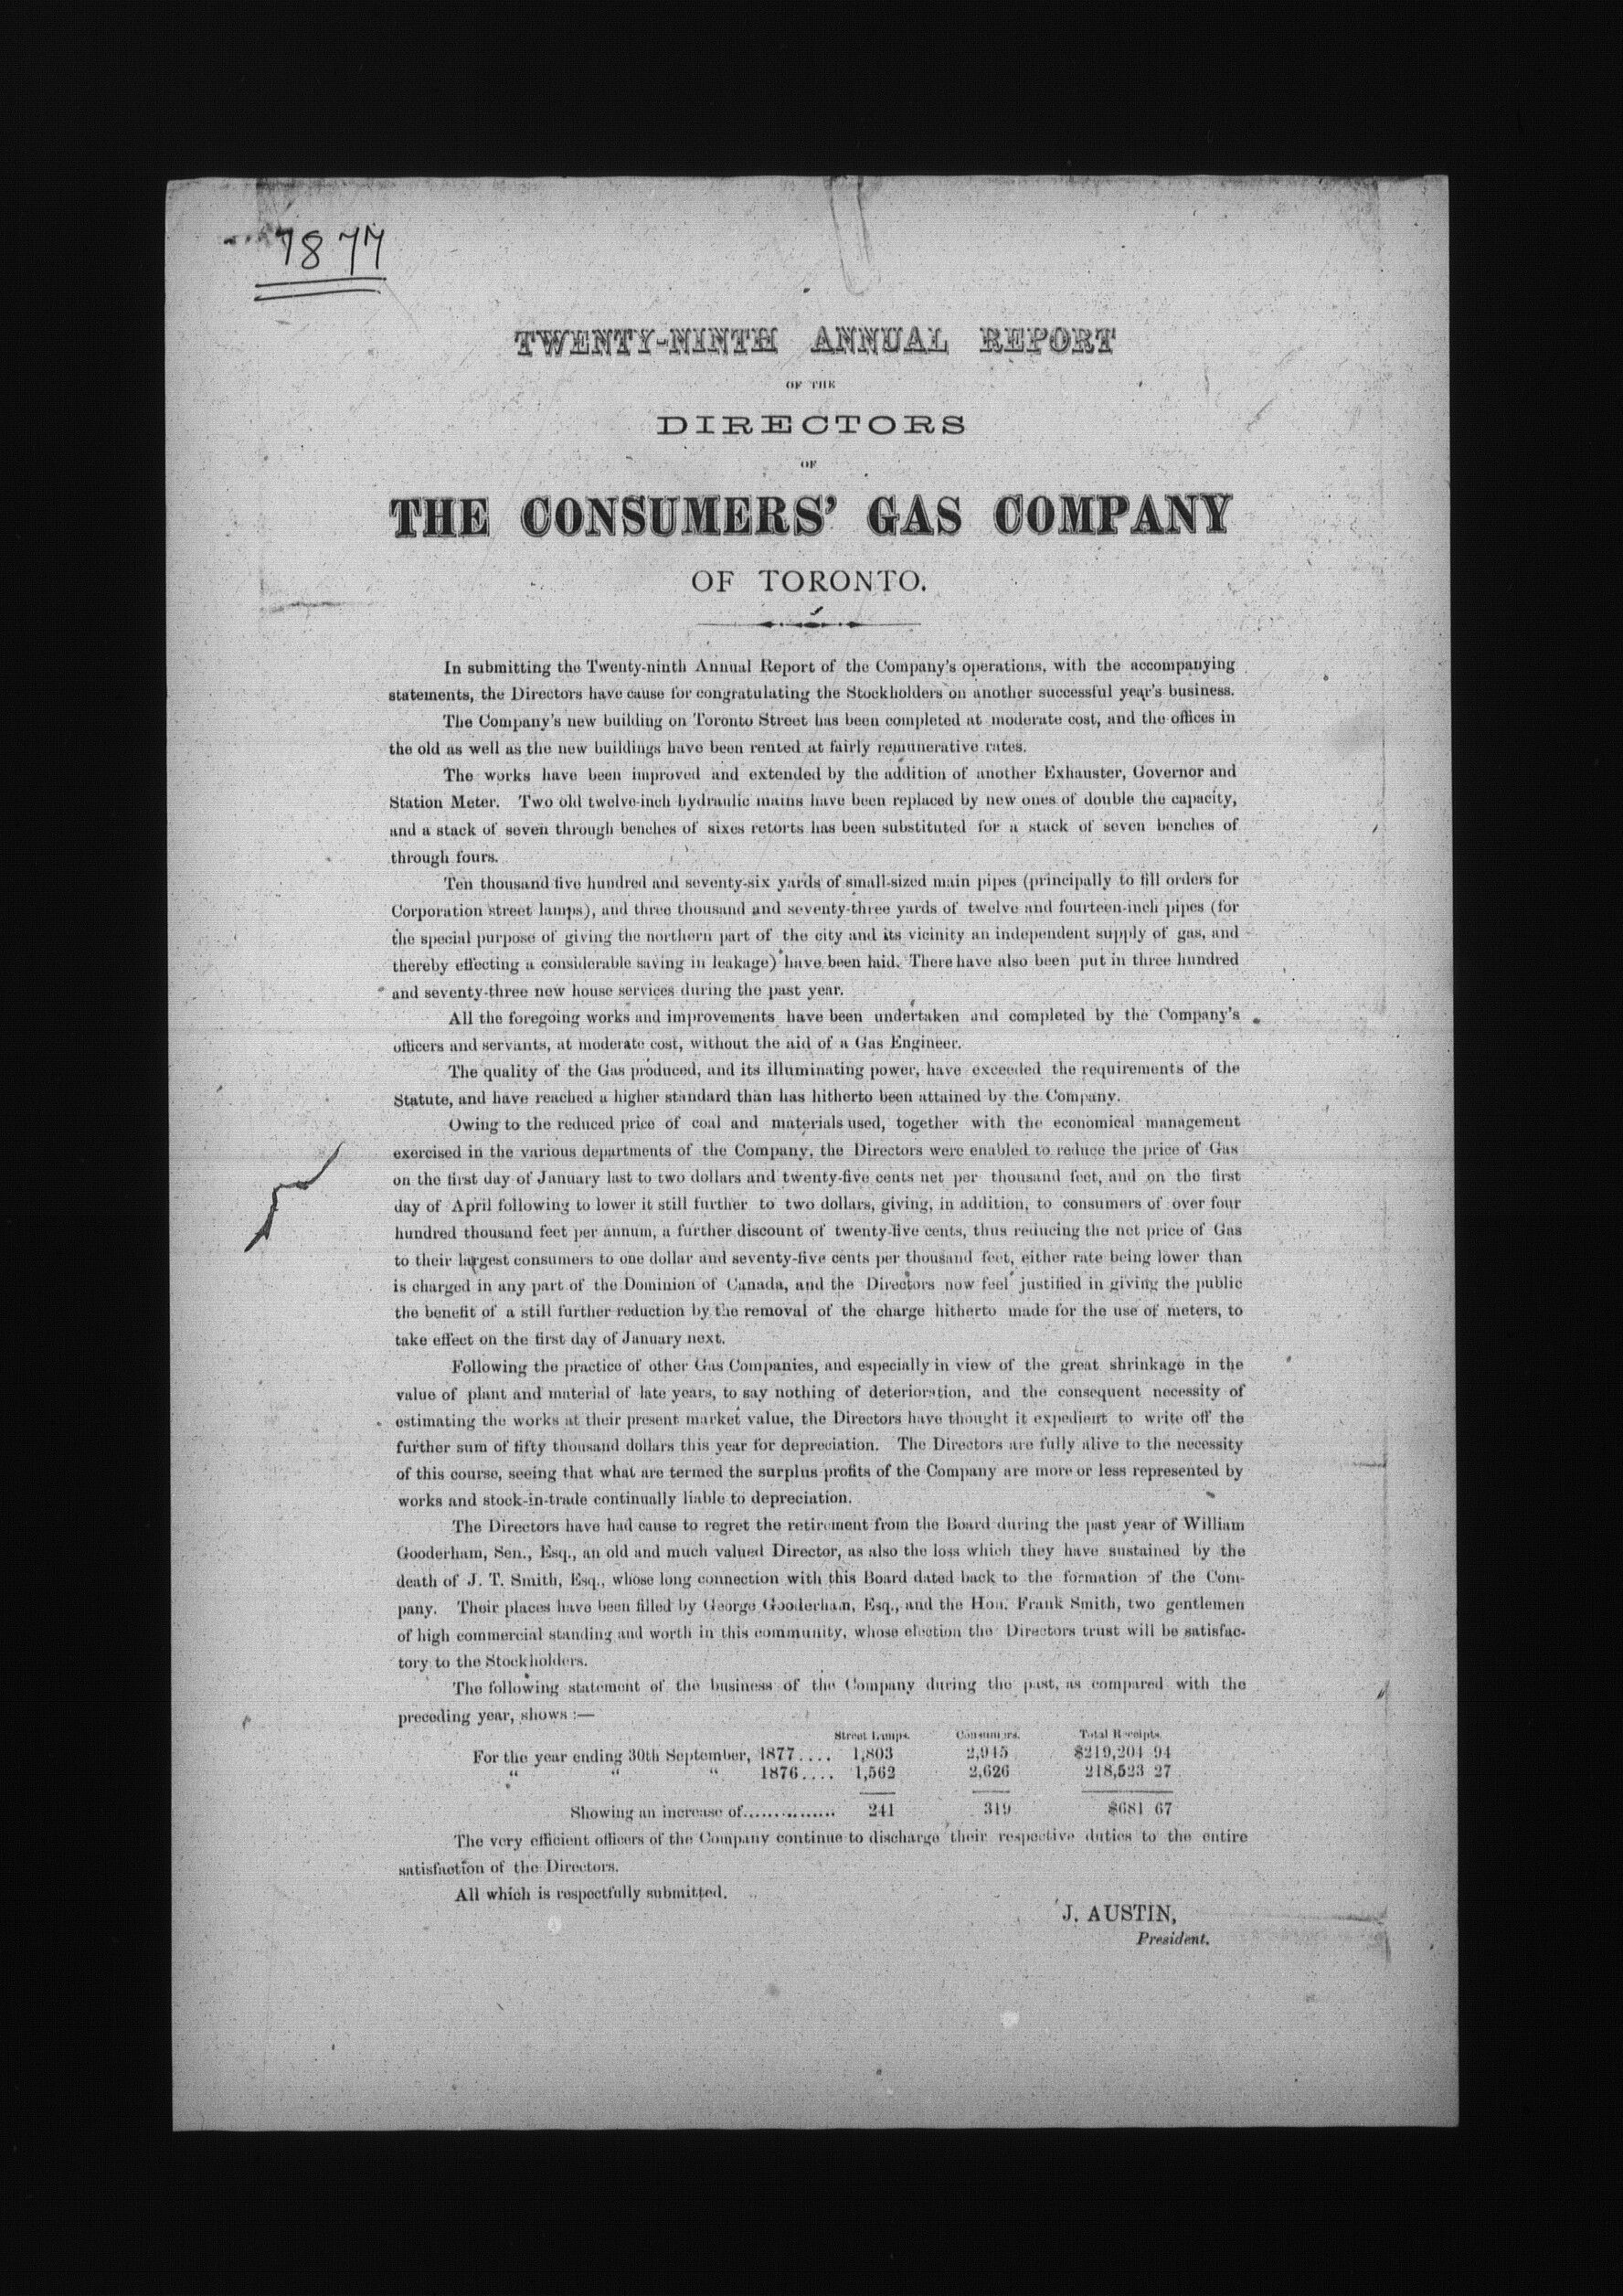 1877
TWENTY-NINTH ANNUAL REPORT
OF THE
DIRECTORS
OF
THE CONSUMERS' GAS COMPANY
OF TORONTO.
In submitting the Twenty-ninth Annual Report of the Company's operations, with the accompanying
statements, the Directors have cause for congratulating the Stockholders on another successful year's business.
The Company's new building on Toronto Street has been completed at moderate cost, and the offices in
the old as well as the new buildings have been rented at fairly remunerative rates.
The works have been improved and extended by the addition of another Exhauster, Governor and
Station Meter. Two old twelve-inch hydraulic mains have been replaced by new ones of double the capacity,
and a stack of seven through benches of sixes retorts has been substituted for a stack of seven benches of
through fours.
Ten thousand five hundred and seventy-six yards of small-sized main pipes (principally to fill orders for
Corporation street lamps), and three thousand and seventy-three yards of twelve and fourteen-inch pipes (for
the special purpose of giving the northern part of the city and its vicinity an independent supply of gas, and
thereby effecting a considerable saving in leakage) have been laid. There have also been put in three hundred
and seventy-three new house services during the past year.
All the foregoing works and improvements have been undertaken and completed by the Company's
officers and servants, at moderate cost, without the aid of a Gas Engineer.
The quality of the Gas produced, and its illuminating power, have exceeded the requirements of the
Statute, and have reached a higher standard than has hitherto been attained by the Company.
Owing to the reduced price of coal and materials used, together with the economical management
exercised in the various departments of the Company, the Directors were enabled to reduce the price of Gas
on the first day of January last to two dollars and twenty-five cents net per thousand feet, and on the first
day of April following to lower it still further to two dollars, giving, in addition, to consumers of over four
hundred thousand feet per annum, a further discount of twenty-five cents, thus reducing the net price of Gas
to their largest consumers to one dollar and seventy-five cents per thousand feet, either rate being lower than
is charged in any part of the Dominion of Canada, and the Directors now feel justified in giving the public
the benefit of a still further reduction by the removal of the charge hitherto made for the use of meters, to
take effect on the first day of January next.
Following the practice of other Gas Companies, and especially in view of the great shrinkage in the
value of plant and material of late years, to say nothing of deterioration, and the consequent necessity of
estimating the works at their present market value, the Directors have thought it expedient to write off the
further sum of fifty thousand dollars this year for depreciation. The Directors are fully alive to the necessity
of this course, seeing that what are termed the surplus profits of the Company are more or less represented by
works and stock-in-trade continually liable to depreciation.
The Directors have had cause to regret the retirement from the Board during the past year of William
Gooderham, Sen., Esq., an old and much valued Director, as also the loss which they have sustained by the
death of J. T. Smith, Esq., whose long connection with this Board dated back to the formation of the Com-
pany. Their places have been filled by George Gooderham, Esq., and the Hon. Frank Smith, two gentlemen
of high commercial standing and worth in this community, whose election the Directors trust will be satisfac-
tory to the Stockholders.
The following statement of the business of the Company during the past, as compared with the
preceding year, shows :—
Street Lamps. Consumers. Total Receipts.
For the year ending 30th September, 1877.... 1,803 2,945 $219,204 94
" " " 1876.... 1,562 2,626 218,523 27
Showing an increase of............... 241 319 $681 67
The very efficient officers of the Company continue to discharge their respective duties to the entire
satisfaction of the Directors.
All which is respectfully submitted.
J. AUSTIN,
President.